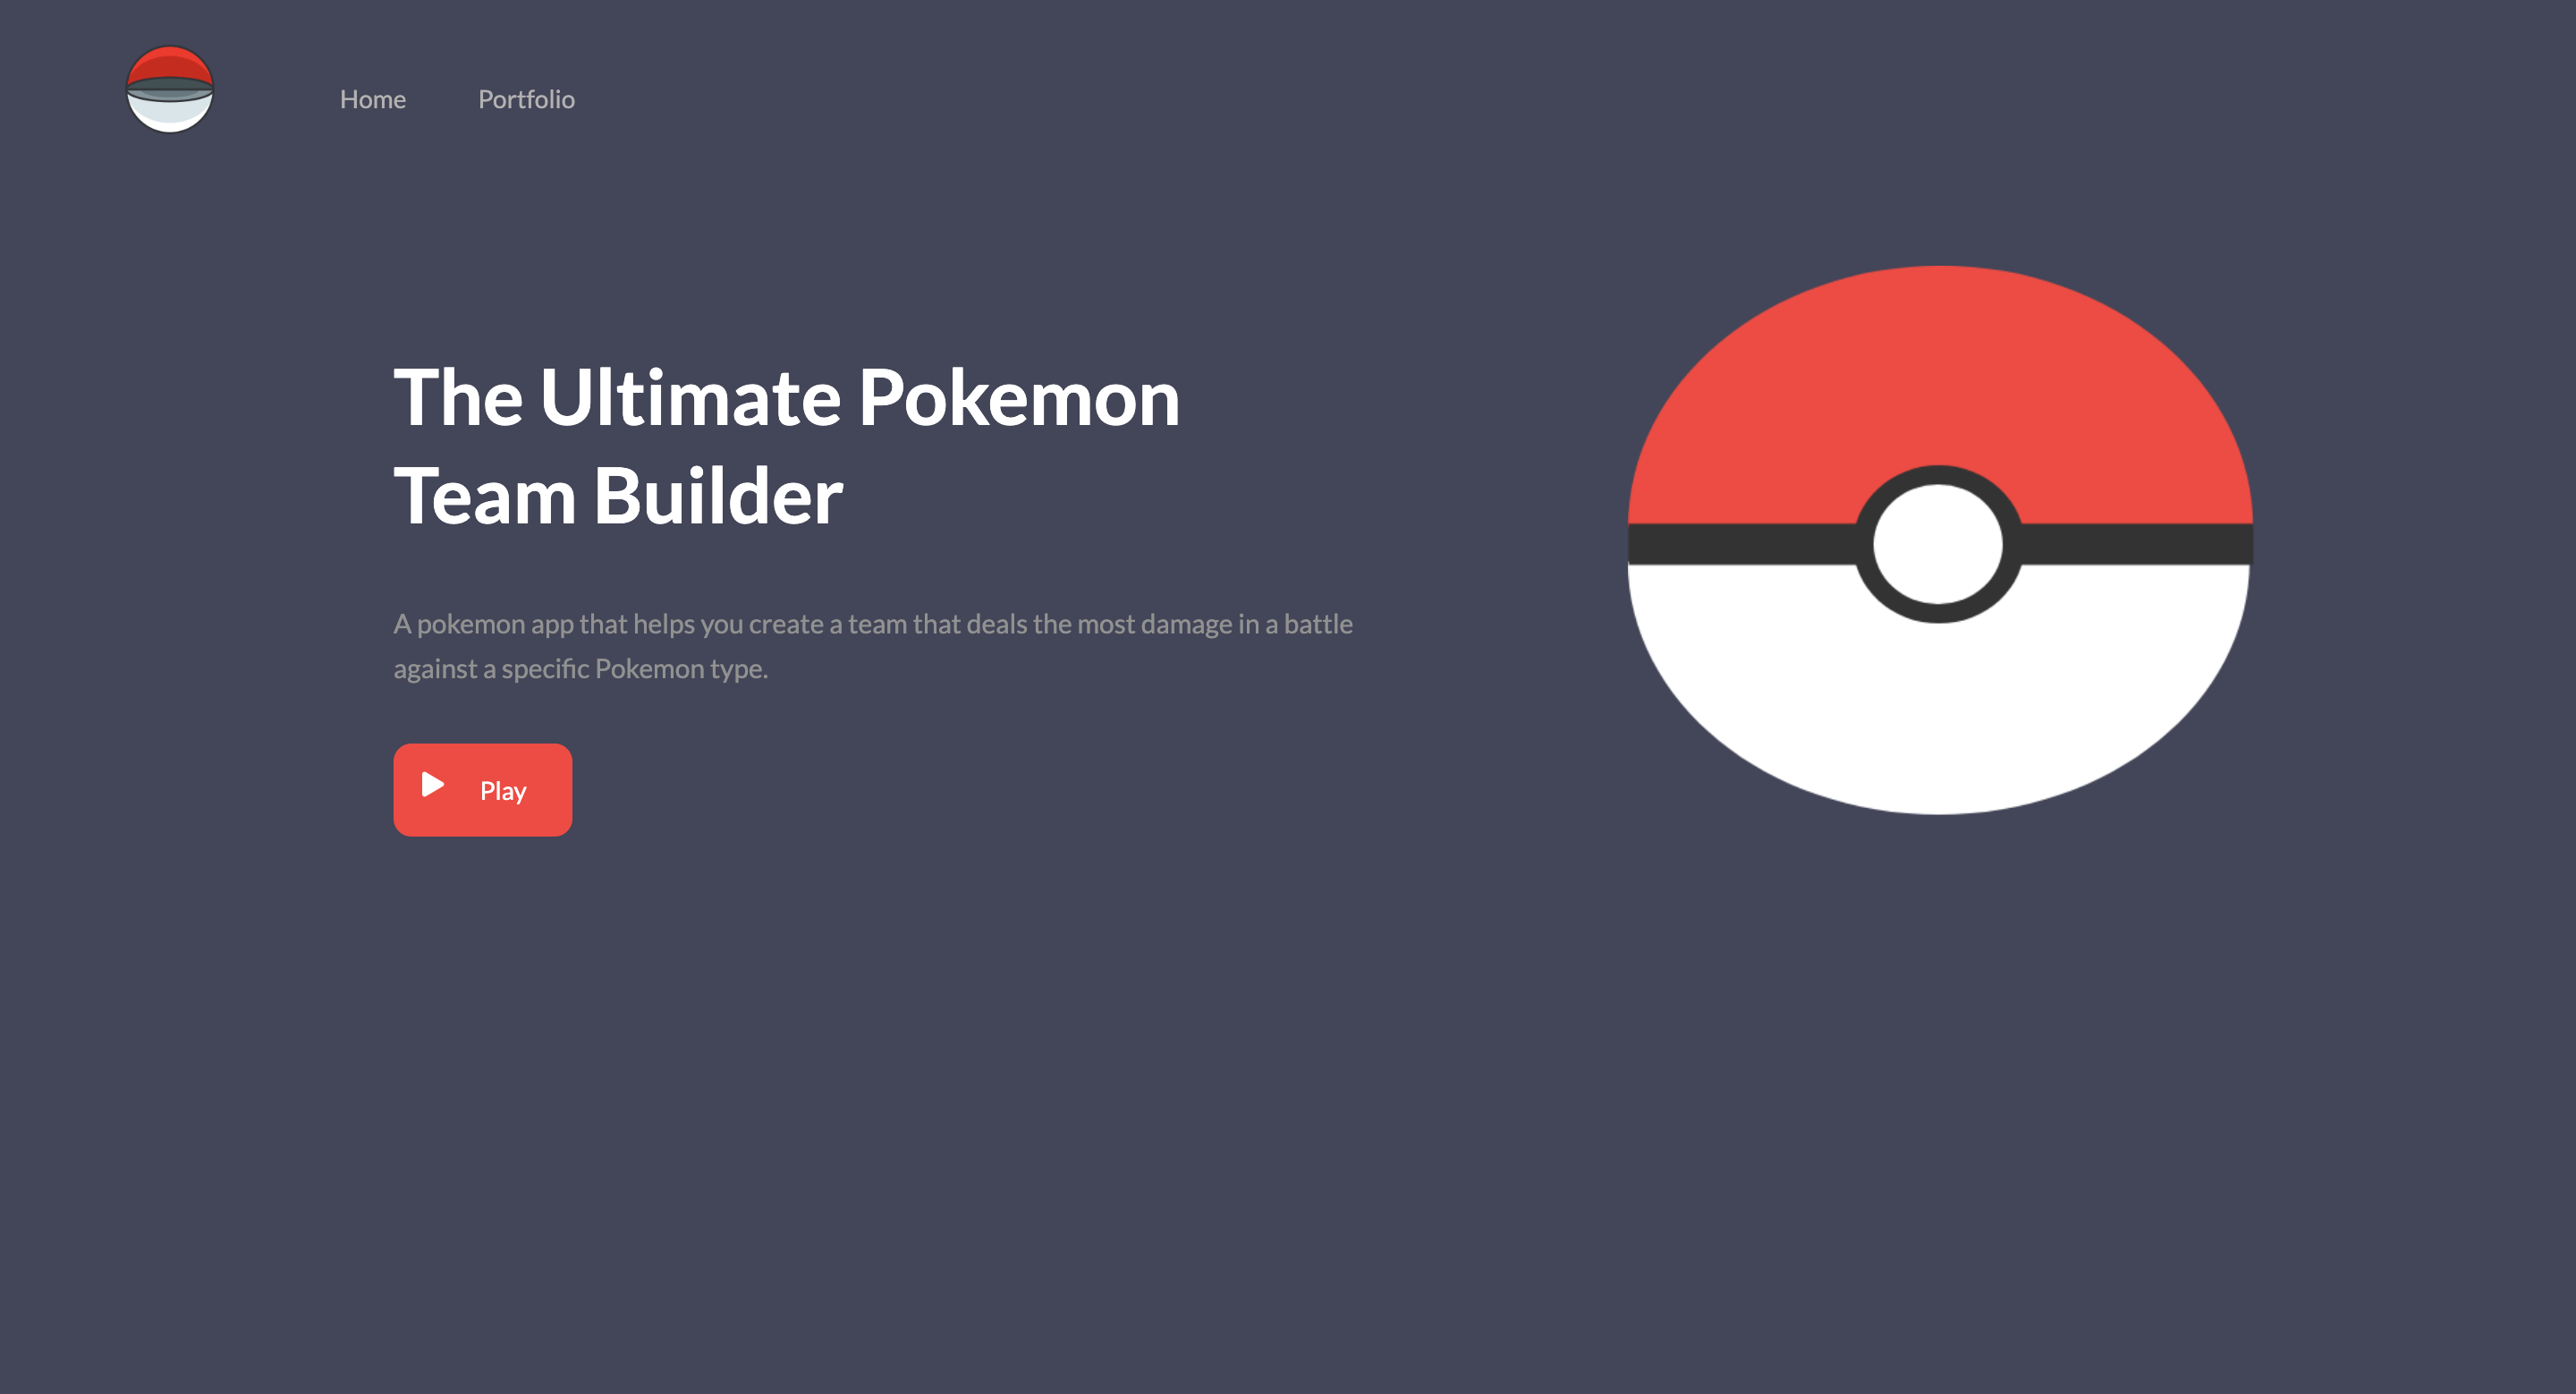 Home
Portfolio
The Ultimate Pokemon
Team Builder
A pokemon app that helps you create a team that deals the most damage in a battle
against a specific Pokemon type.
Play